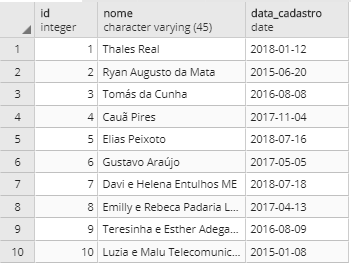 id nome data_cadastro
integer character varying (45) date
1 1 Thales Real 2018-01-12
2 2 Ryan Augusto da Mata 2015-06-20
3 3 Tomás da Cunha 2016-08-08
4 4 Cauã Pires 2017-11-04
5 5 Elias Peixoto 2018-07-16
6 6 Gustavo Araújo 2017-05-05
7 7 Davi e Helena Entulhos ME 2018-07-18
8 8 Emilly e Rebeca Padaria L... 2017-04-13
9 9 Teresinha e Esther Adega... 2016-08-09
10 10 Luzia e Malu Telecomunic... 2015-01-08